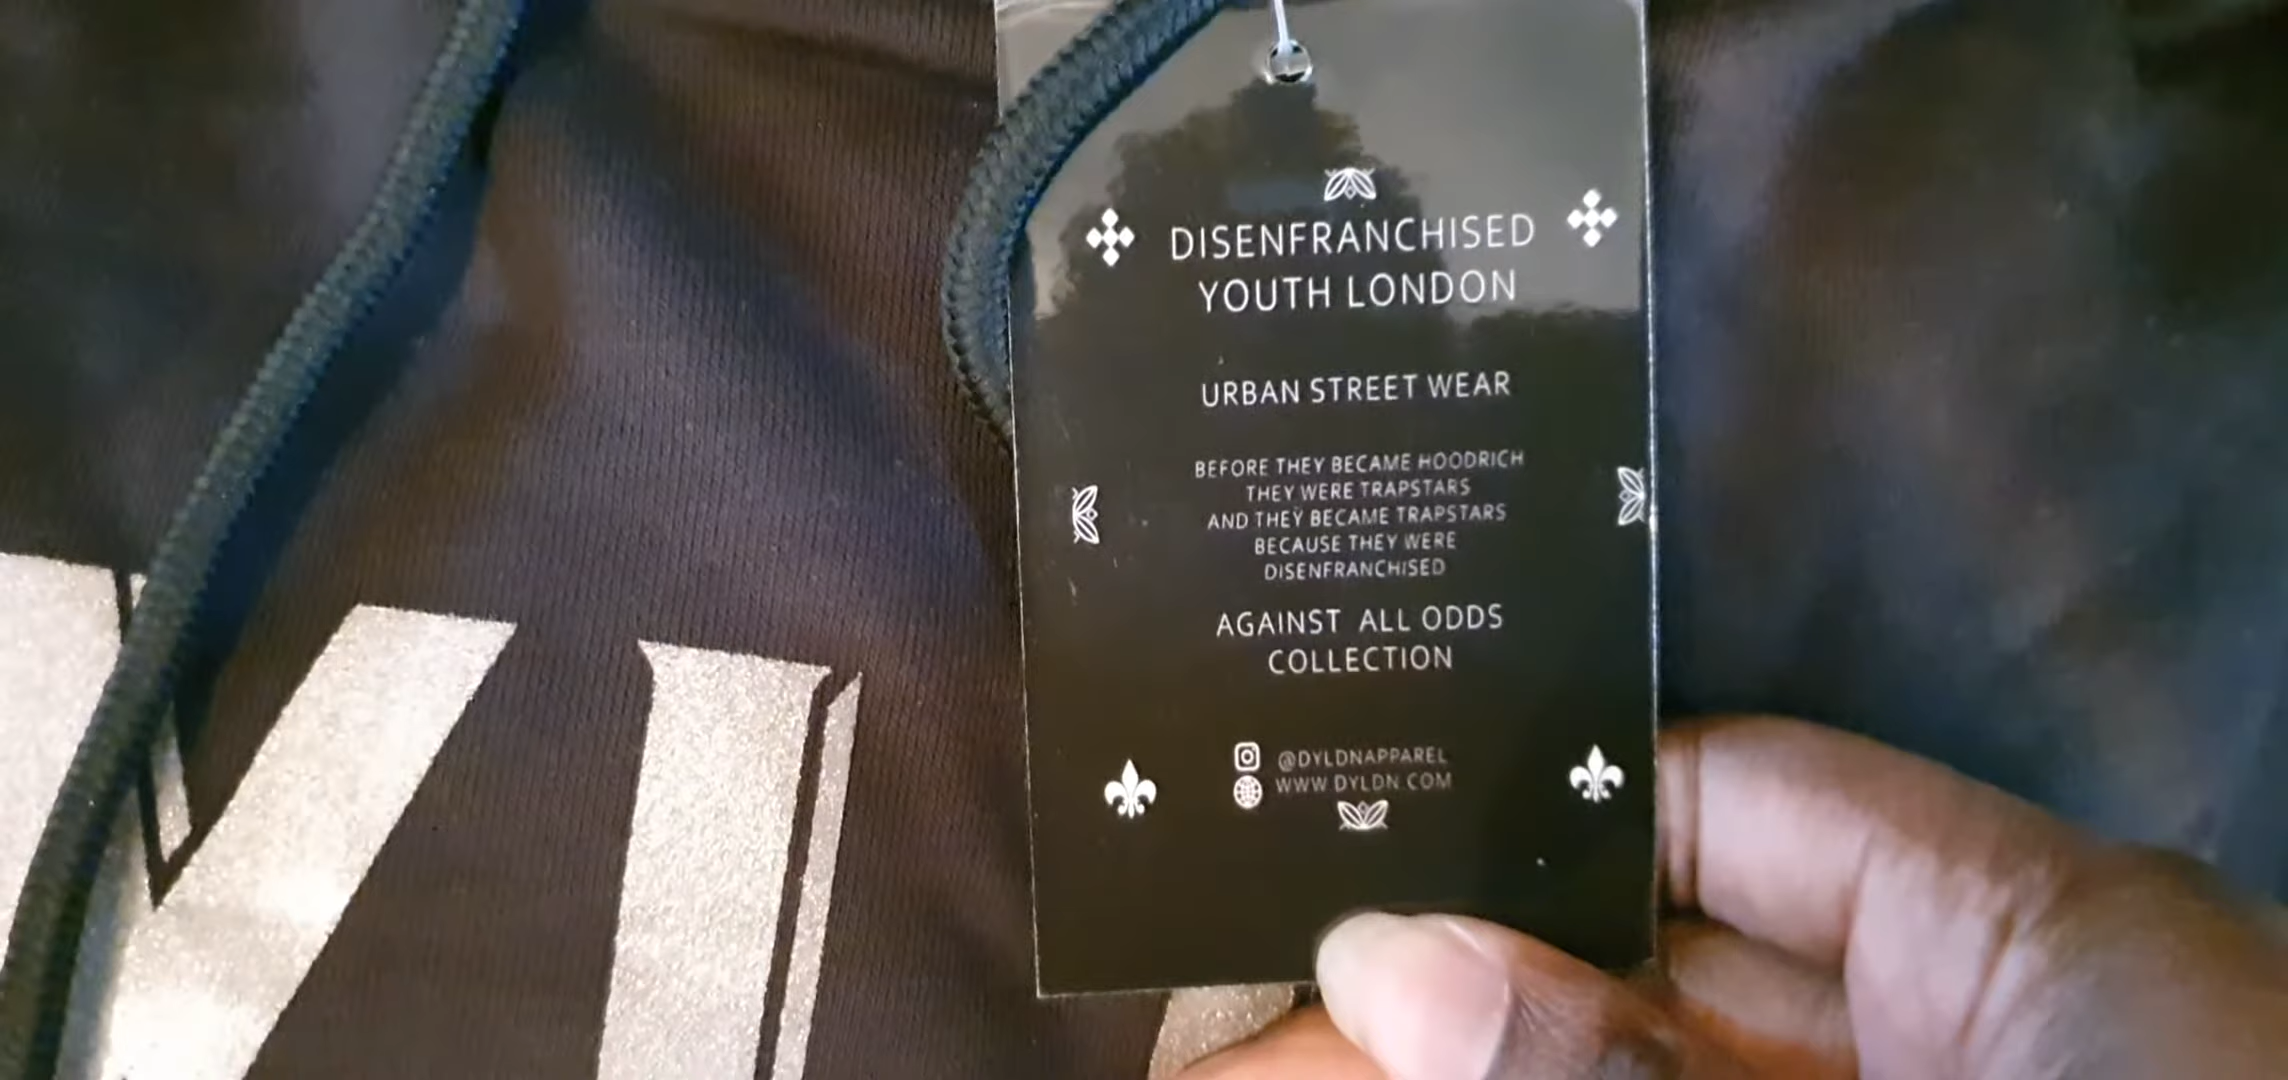 DISENFRANCHISED
YOUTH LONDON
URBAN STREET WEAR
BEFORE THEY BECAME HOODRICH
THEY WERE TRAPSTARS
AND THEY BECAME TRAPSTARS
BECAUSE THEY WERE
DISENFRANCHISED
AGAINST ALL ODDS
COLLECTION
@DYLDNAPPAREL
WWW.DYLDN.COM